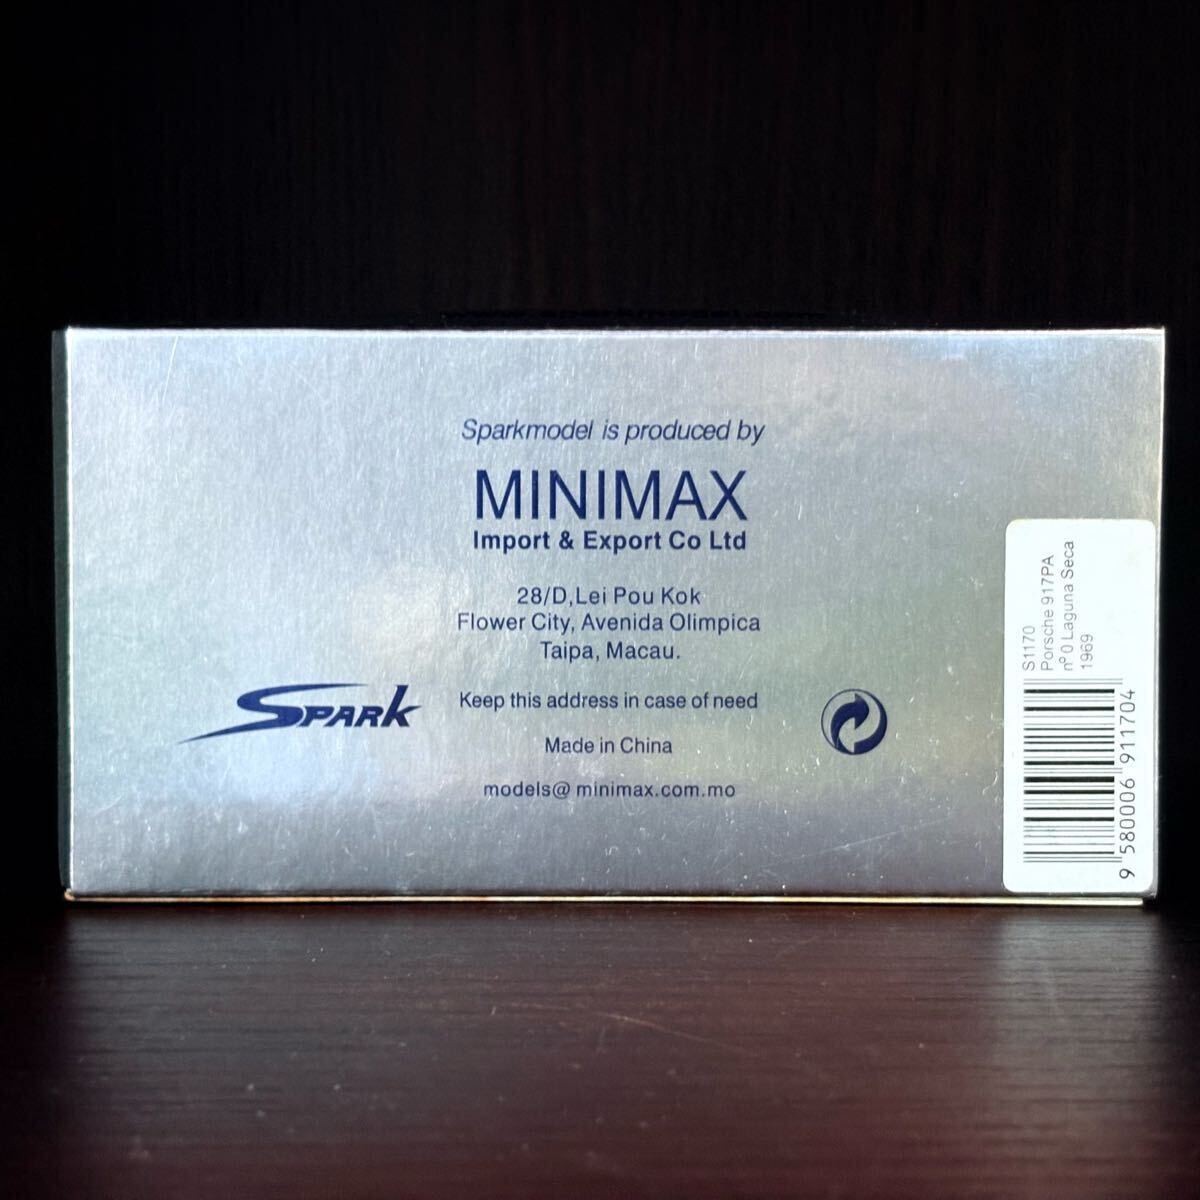 Sparkmodel is produced by
MINIMAX
Import & Export Co Ltd
28/D,Lei Pou Kok
Flower City, Avenida Olimpica
Taipa, Macau.
SPARK
Keep this address in case of need
Made in China
models@ minimax.com.mo
S1170
Porsche 917PA
nº 0 Laguna Seca
1969
9 580006 911704